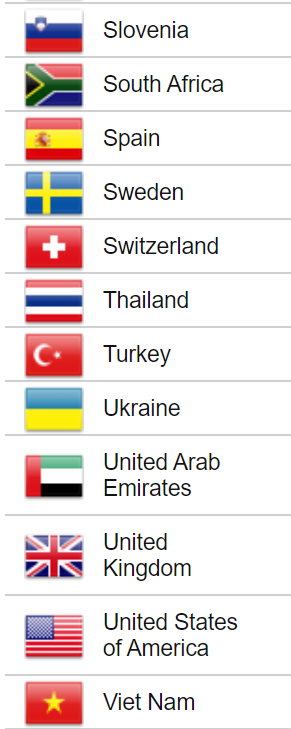 Slovenia
South Africa
Spain
Sweden
Switzerland
Thailand
Turkey
Ukraine
United Arab
Emirates
United
Kingdom
United States
of America
Viet Nam